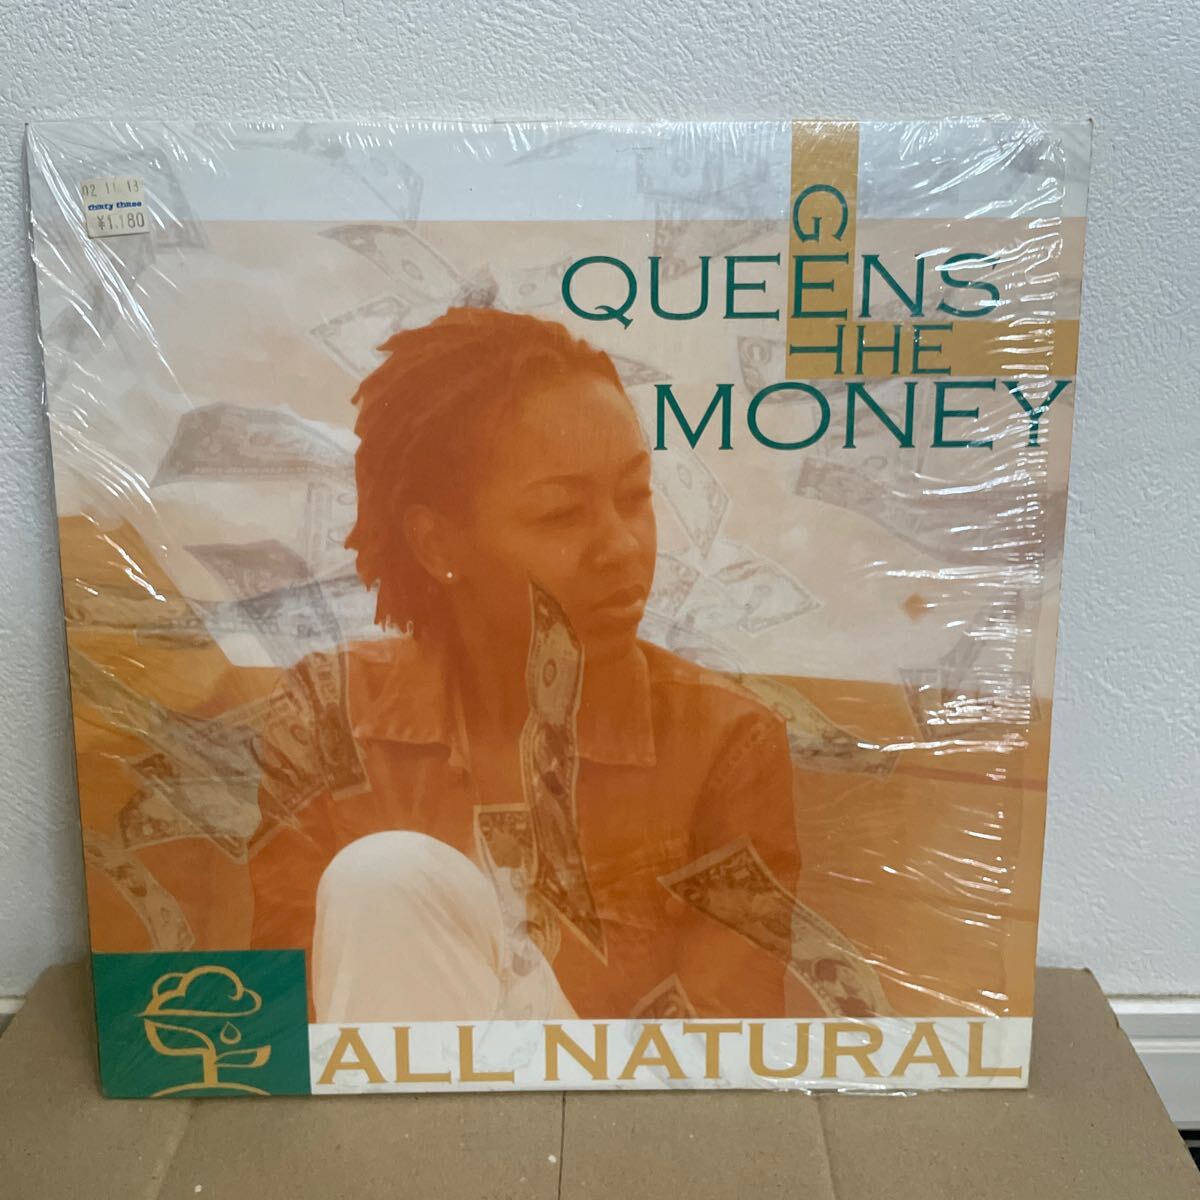 02 11 13
thirty three
¥1,180
QUEENS
GET
THE
MONEY
ALL NATURAL